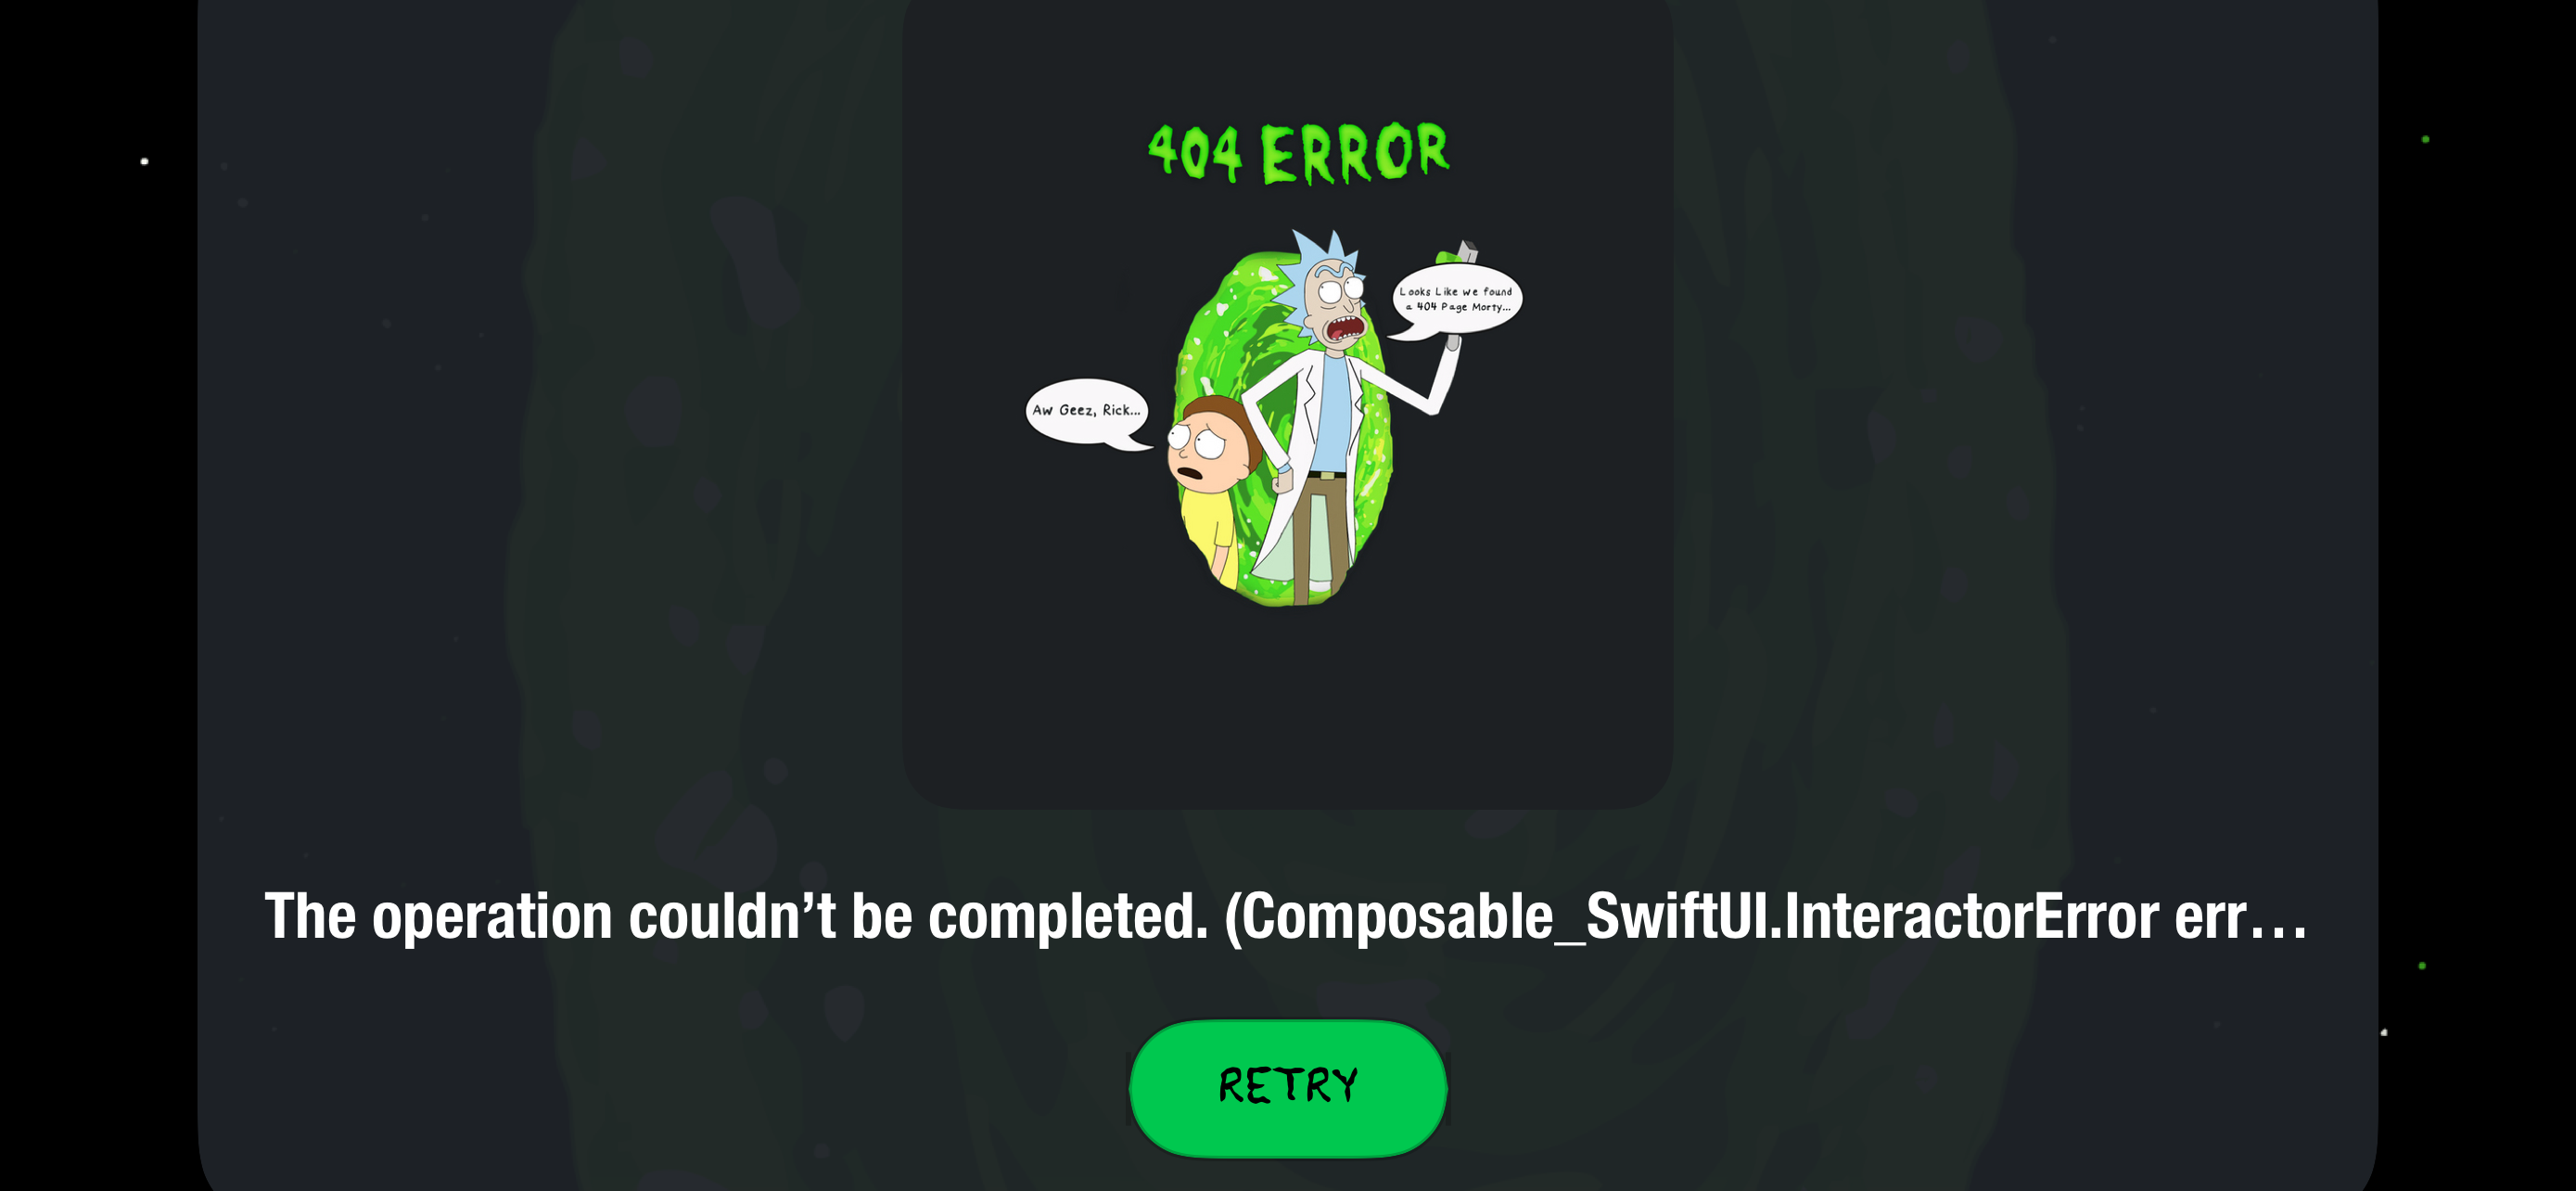 404 ERROR
Looks Like we found
a 404 Page Morty...
Aw Geez, Rick...
The operation couldn’t be completed. (Composable_SwiftUI.InteractorError err…
RETRY